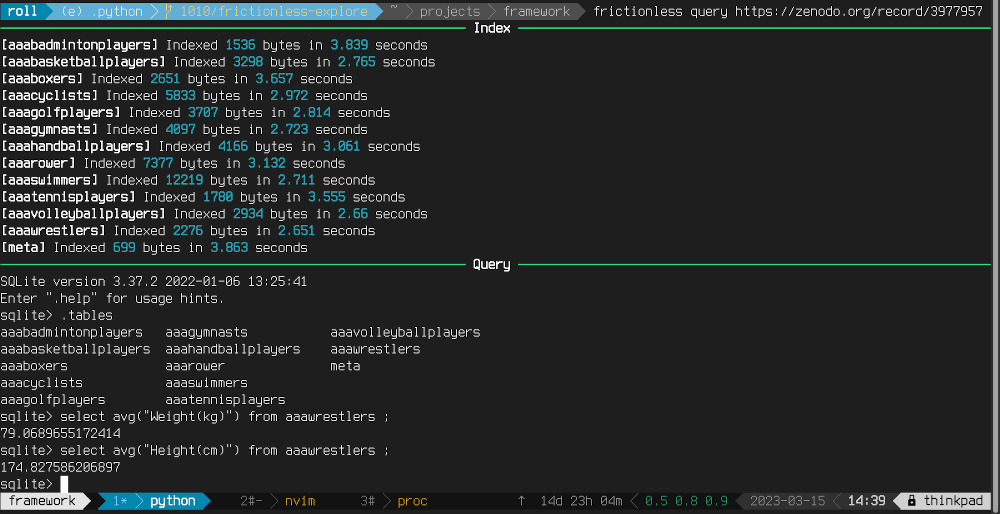 roll (e) .python 1010/frictionless-explore ~ projects framework frictionless query https://zenodo.org/record/3977957
Index
[aaabadmintonplayers] Indexed 1536 bytes in 3.839 seconds
[aaabasketballplayers] Indexed 3298 bytes in 2.765 seconds
[aaaboxers] Indexed 2651 bytes in 3.657 seconds
[aaacyclists] Indexed 5833 bytes in 2.972 seconds
[aaagolfplayers] Indexed 3707 bytes in 2.814 seconds
[aaagymnasts] Indexed 4097 bytes in 2.723 seconds
[aaahandballplayers] Indexed 4166 bytes in 3.061 seconds
[aaarower] Indexed 7377 bytes in 3.132 seconds
[aaaswimmers] Indexed 12219 bytes in 2.711 seconds
[aaatennisplayers] Indexed 1780 bytes in 3.555 seconds
[aaavolleyballplayers] Indexed 2934 bytes in 2.66 seconds
[aaawrestlers] Indexed 2276 bytes in 2.651 seconds
[meta] Indexed 699 bytes in 3.863 seconds
Query
SQLite version 3.37.2 2022-01-06 13:25:41
Enter ".help" for usage hints.
sqlite> .tables
aaabadmintonplayers aaagymnasts aaavolleyballplayers
aaabasketballplayers aaahandballplayers aaawrestlers
aaaboxers aaarower meta
aaacyclists aaaswimmers
aaagolfplayers aaatennisplayers
sqlite> select avg("Weight(kg)") from aaawrestlers ;
79.0689655172414
sqlite> select avg("Height(cm)") from aaawrestlers ;
174.827586206897
sqlite>
framework 1* python 2#- nvim 3# proc ↑ 14d 23h 04m 0.5 0.8 0.9 2023-03-15 14:39 thinkpad